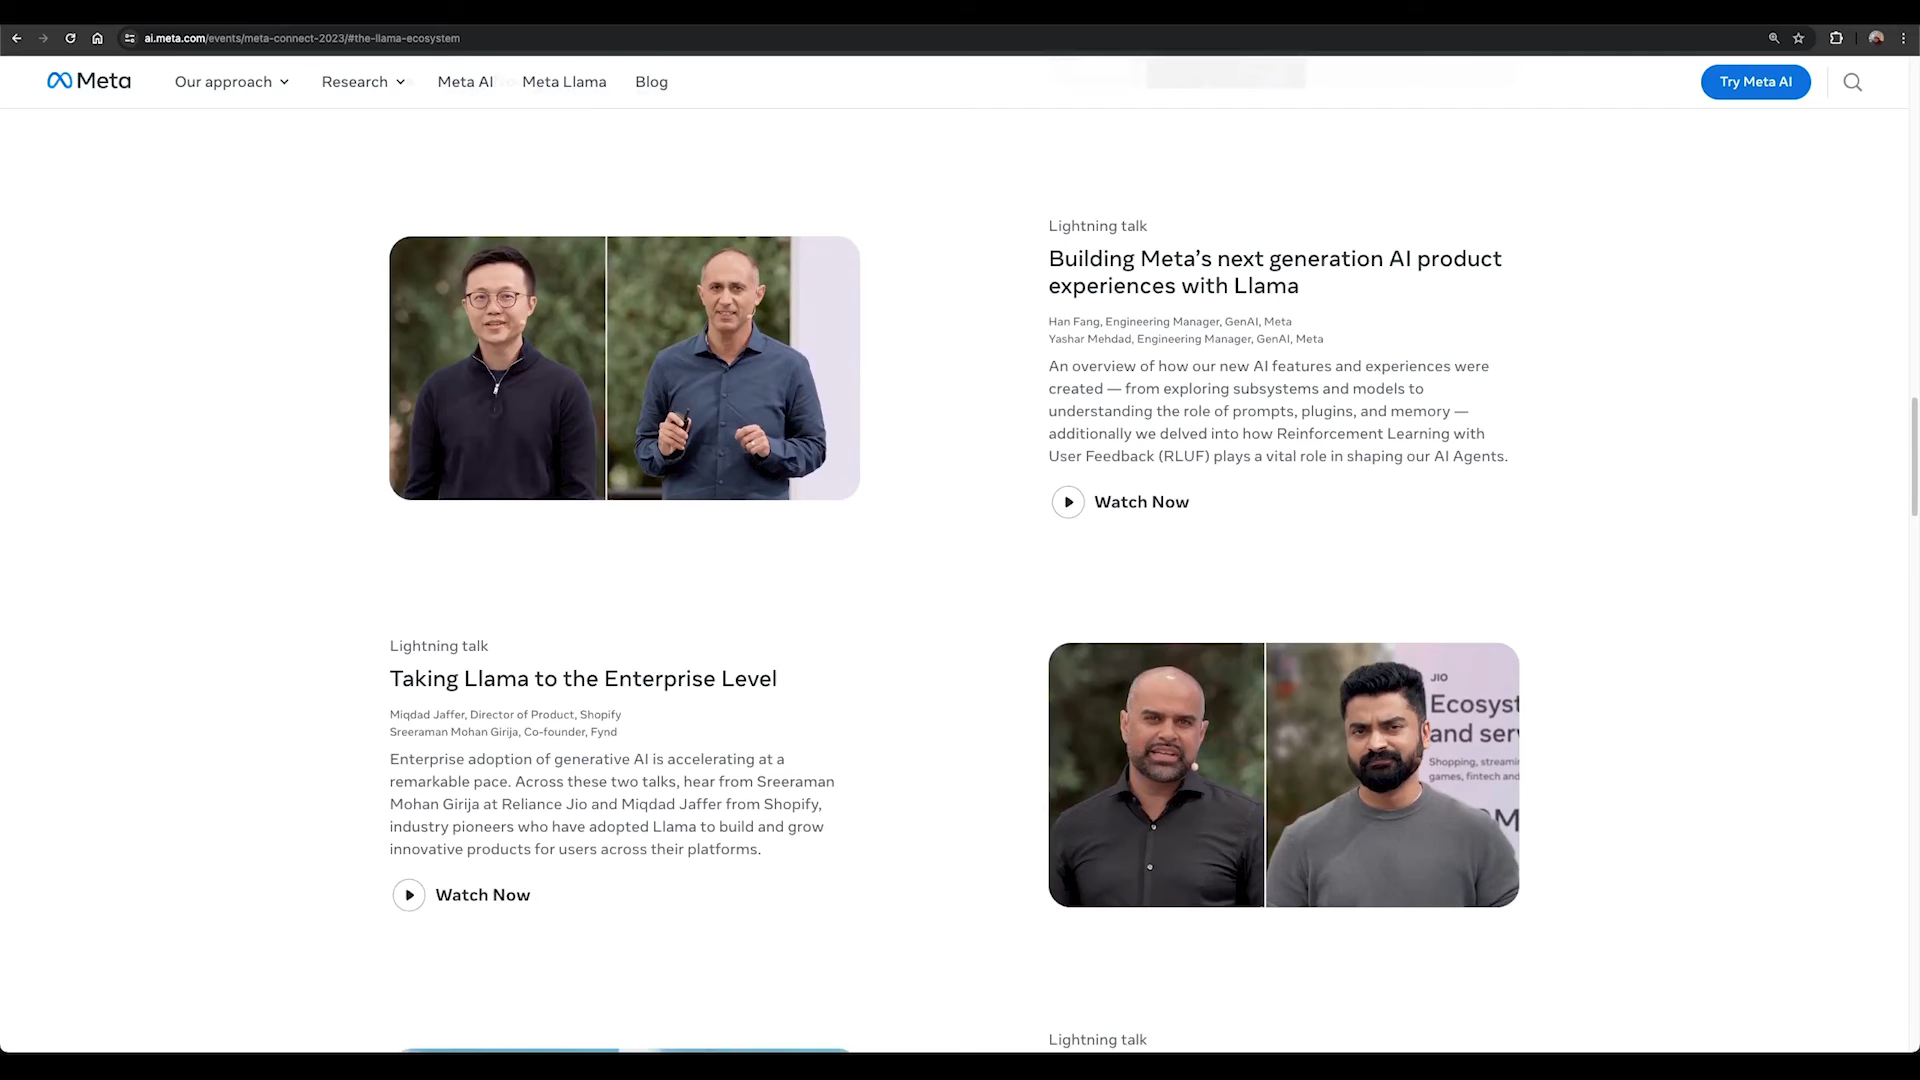 ai.meta.com/events/meta-connect-2023/#the-llama-ecosystem
Meta
Our approach
Research
Meta AI
Meta Llama
Blog
Try Meta AI
Lightning talk
Building Meta’s next generation AI product
experiences with Llama
Han Fang, Engineering Manager, GenAI, Meta
Yashar Mehdad, Engineering Manager, GenAI, Meta
An overview of how our new AI features and experiences were
created — from exploring subsystems and models to
understanding the role of prompts, plugins, and memory —
additionally we delved into how Reinforcement Learning with
User Feedback (RLUF) plays a vital role in shaping our AI Agents.
Watch Now
Lightning talk
Taking Llama to the Enterprise Level
Miqdad Jaffer, Director of Product, Shopify
Sreeraman Mohan Girija, Co-founder, Fynd
Enterprise adoption of generative AI is accelerating at a
remarkable pace. Across these two talks, hear from Sreeraman
Mohan Girija at Reliance Jio and Miqdad Jaffer from Shopify,
industry pioneers who have adopted Llama to build and grow
innovative products for users across their platforms.
Watch Now
JIO
Ecosyst
and ser
Shopping, streamin
games, fintech and
Lightning talk